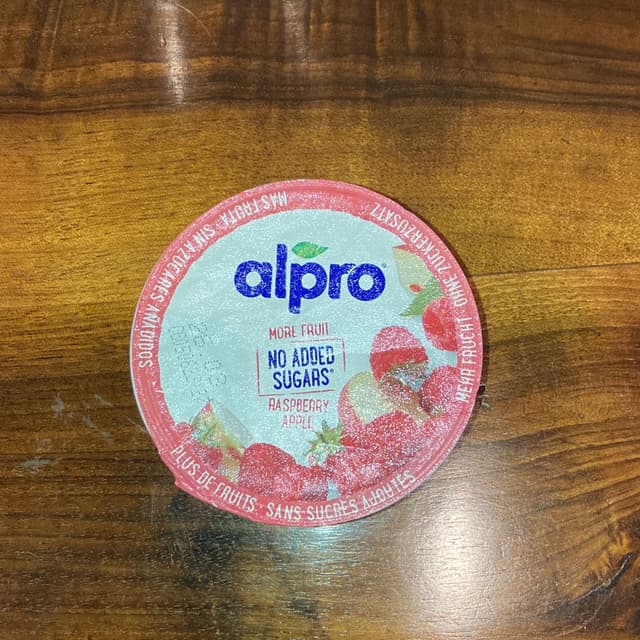 alpro
MORE FRUIT
NO ADDED
SUGARS*
RASPBERRY
APPLE
MÁS FRUTA · SIN AZÚCARES AÑADIDOS
MEHR FRUCHT · OHNE ZUCKERZUSATZ
PLUS DE FRUITS · SANS SUCRES AJOUTÉS